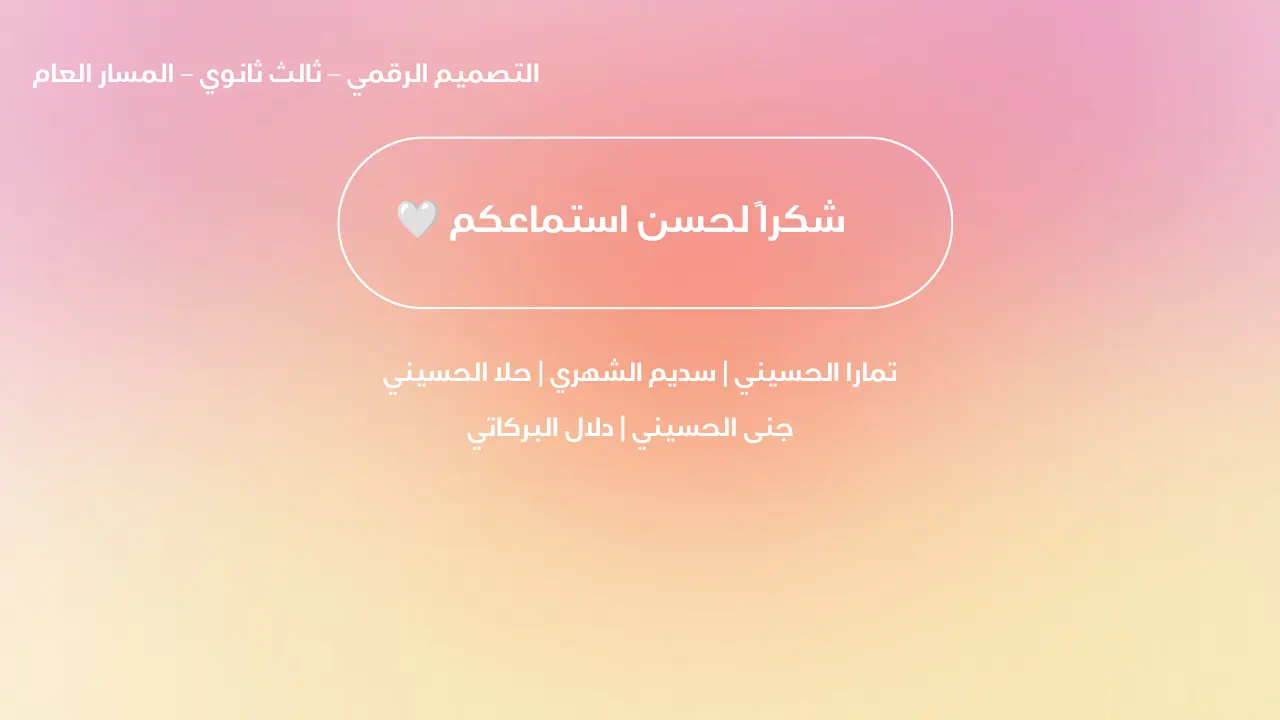 التصميم الرقمي – ثالث ثانوي – المسار العام
شكراً لحسن استماعكم 🤍
تمارا الحسيني | سديم الشهري | حلا الحسيني
جنى الحسيني | دلال البركاتي